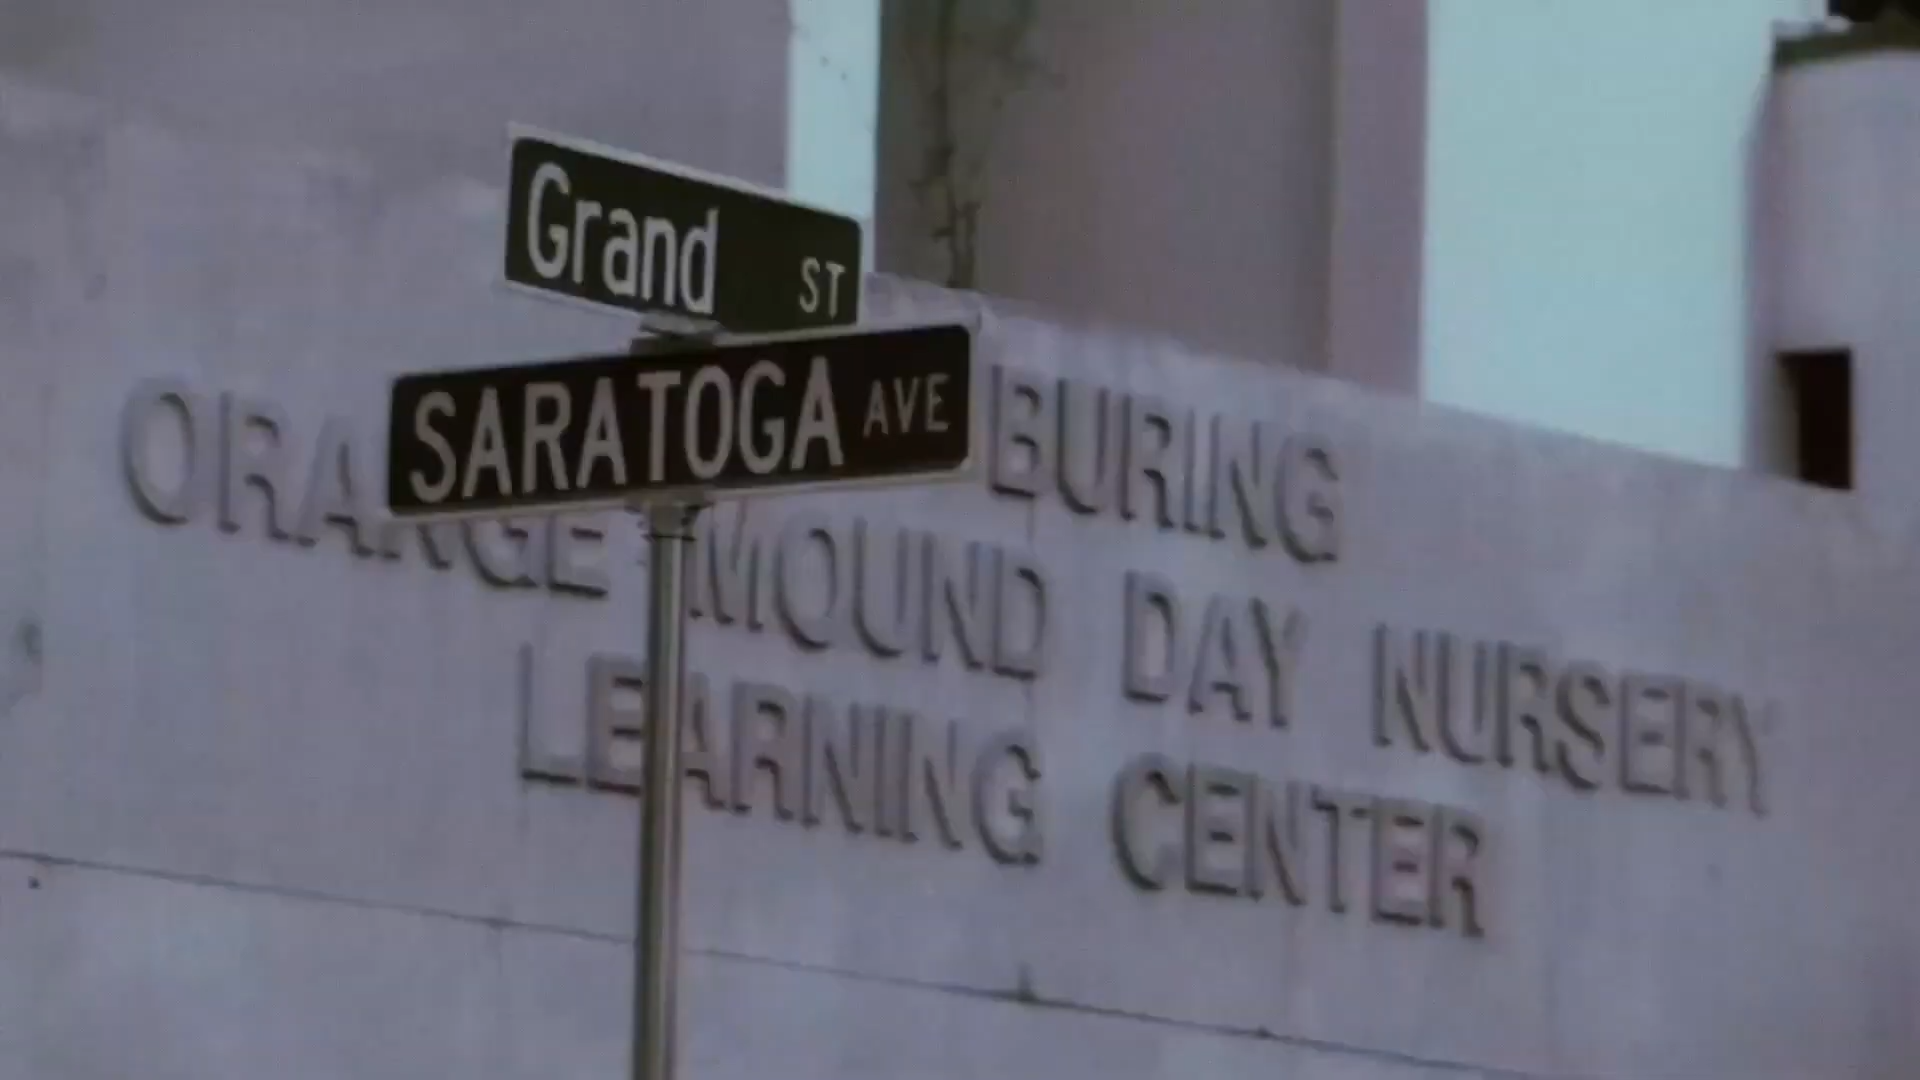 Grand ST
SARATOGA AVE
BURING
ORANGE MOUND DAY NURSERY
LEARNING CENTER